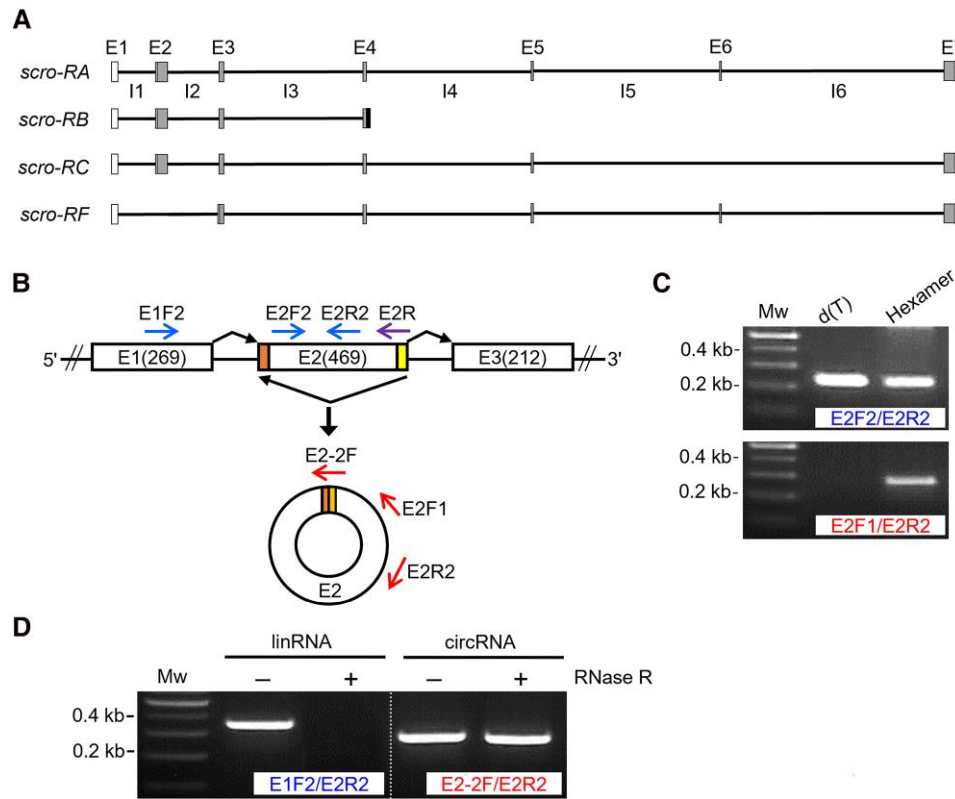 A
E1 E2 E3 E4 E5 E6
scro-RA
I1 I2 I3 I4 I5 I6
scro-RB
scro-RC
scro-RF
B
E1F2 E2F2 E2R2 E2R
5' E1(269) E2(469) E3(212) 3'
E2-2F
E2F1
E2R2
E2
C
Mw d(T) Hexamer
0.4 kb-
0.2 kb-
E2F2/E2R2
0.4 kb-
0.2 kb-
E2F1/E2R2
D
linRNA circRNA
Mw – + – + RNase R
0.4 kb-
0.2 kb-
E1F2/E2R2 E2-2F/E2R2